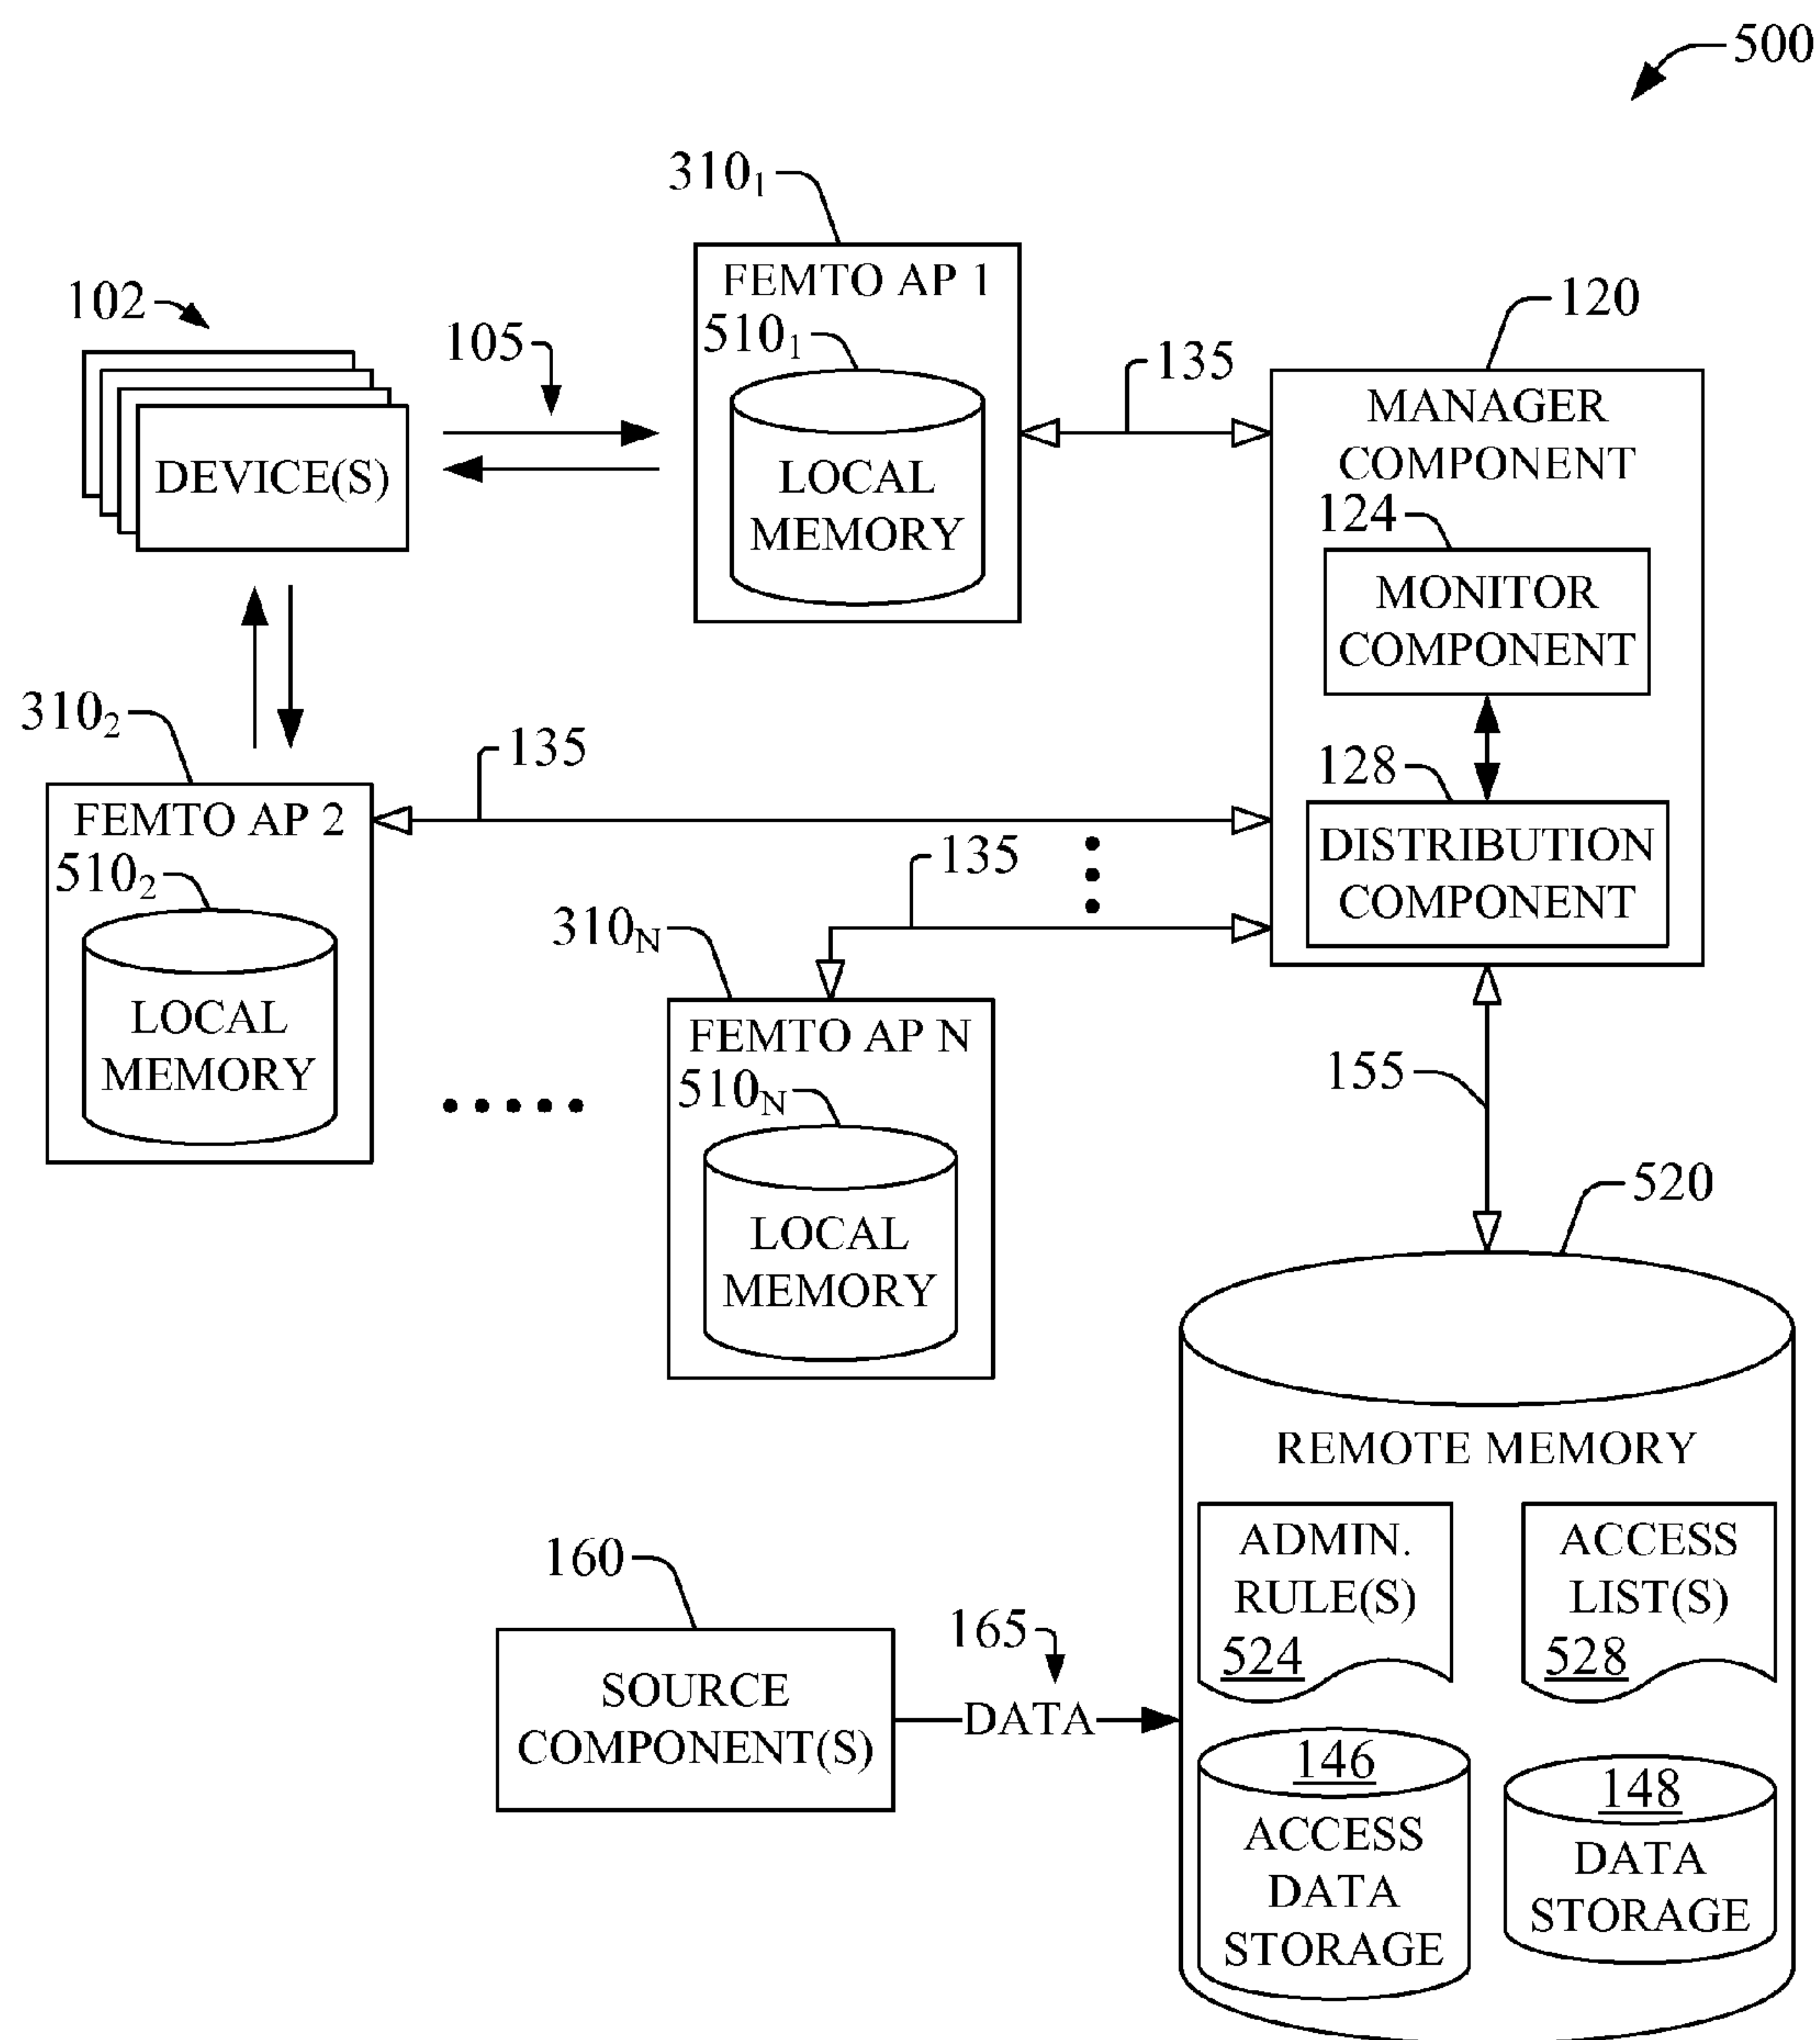 500
310₁
FEMTO AP 1
510₁
LOCAL
MEMORY
102
105
DEVICE(S)
135
120
MANAGER
COMPONENT
124
MONITOR
COMPONENT
128
DISTRIBUTION
COMPONENT
310₂
FEMTO AP 2
510₂
LOCAL
MEMORY
135
135
310N
FEMTO AP N
510N
LOCAL
MEMORY
155
520
REMOTE MEMORY
ADMIN.
RULE(S)
524
ACCESS
LIST(S)
528
160
SOURCE
COMPONENT(S)
165
DATA
146
ACCESS
DATA
STORAGE
148
DATA
STORAGE